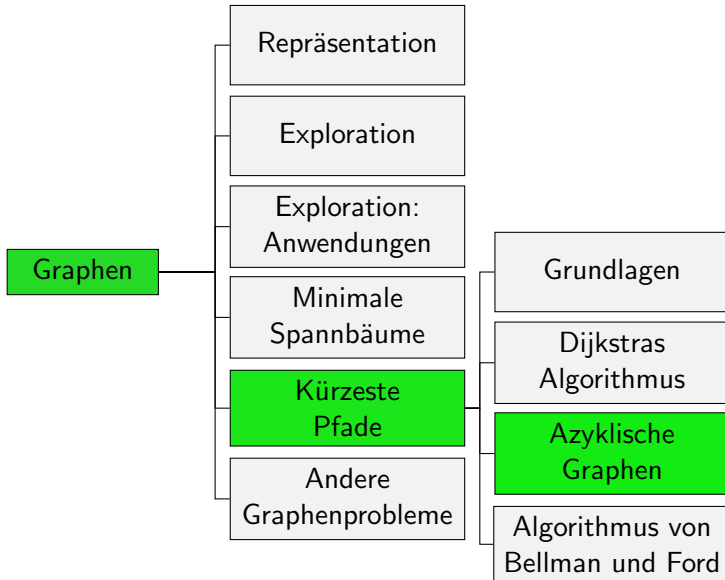 Graphen
Repräsentation
Exploration
Exploration:
Anwendungen
Minimale
Spannbäume
Kürzeste
Pfade
Andere
Graphenprobleme
Grundlagen
Dijkstras
Algorithmus
Azyklische
Graphen
Algorithmus von
Bellman und Ford